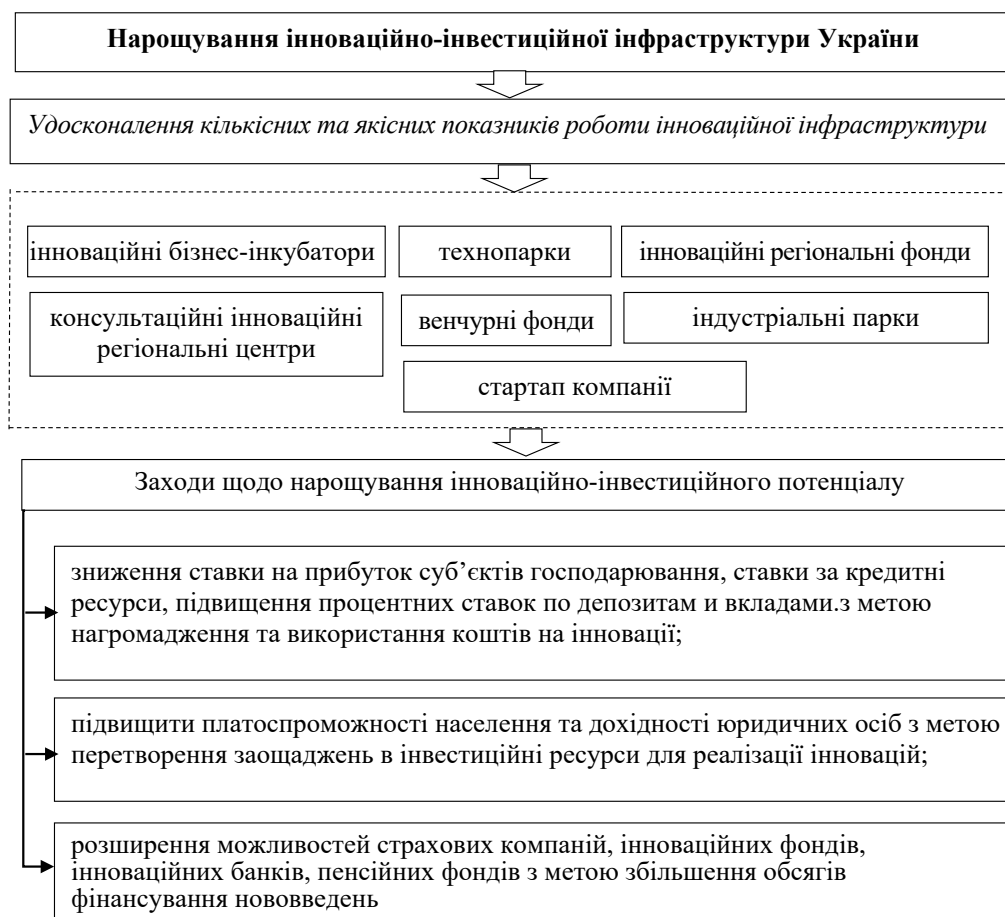 Нарощування інноваційно-інвестиційної інфраструктури України
Удосконалення кількісних та якісних показників роботи інноваційної інфраструктури
інноваційні бізнес-інкубатори
технопарки
інноваційні регіональні фонди
консультаційні інноваційні
регіональні центри
венчурні фонди
індустріальні парки
стартап компанії
Заходи щодо нарощування інноваційно-інвестиційного потенціалу
зниження ставки на прибуток суб’єктів господарювання, ставки за кредитні
ресурси, підвищення процентних ставок по депозитам и вкладами.з метою
нагромадження та використання коштів на інновації;
підвищити платоспроможності населення та дохідності юридичних осіб з метою
перетворення заощаджень в інвестиційні ресурси для реалізації інновацій;
розширення можливостей страхових компаній, інноваційних фондів,
інноваційних банків, пенсійних фондів з метою збільшення обсягів
фінансування нововведень